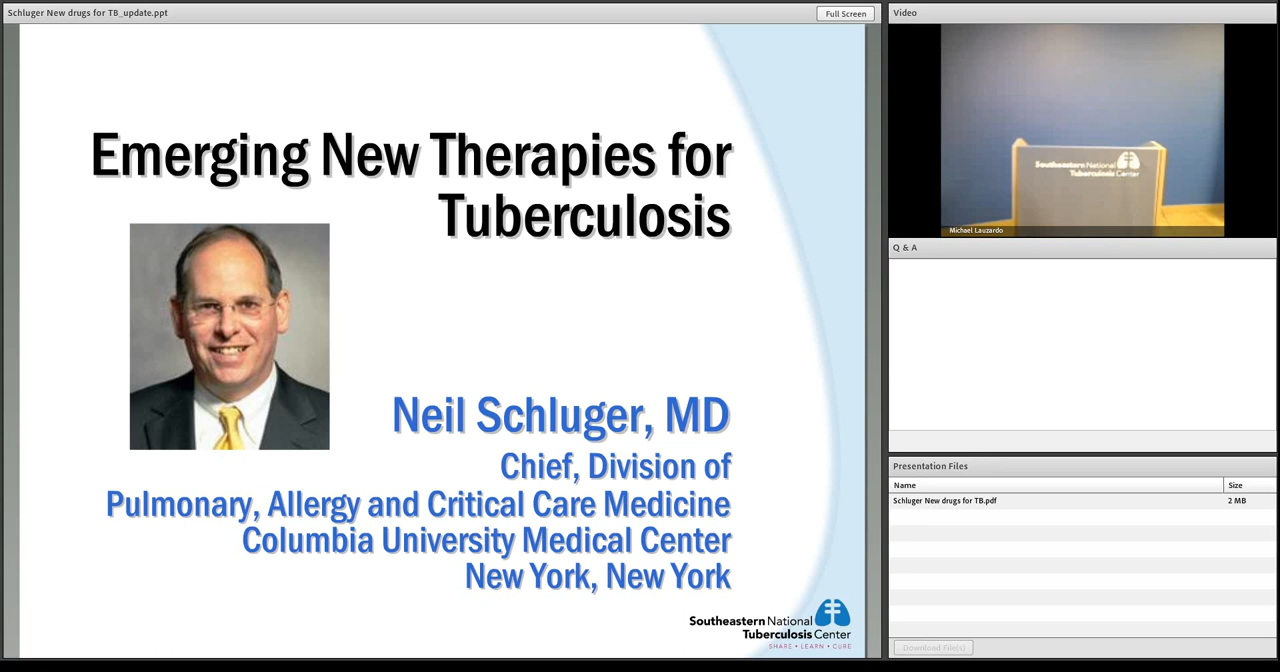 Schluger New drugs for TB_update.ppt
Full Screen
Emerging New Therapies for
Tuberculosis
Neil Schluger, MD
Chief, Division of
Pulmonary, Allergy and Critical Care Medicine
Columbia University Medical Center
New York, New York
Southeastern National
Tuberculosis Center
SHARE • LEARN • CURE
Video
Southeastern National
Tuberculosis Center
Michael Lauzardo
Q & A
Presentation Files
Name Size
Schluger New drugs for TB.pdf 2 MB
Download File(s)